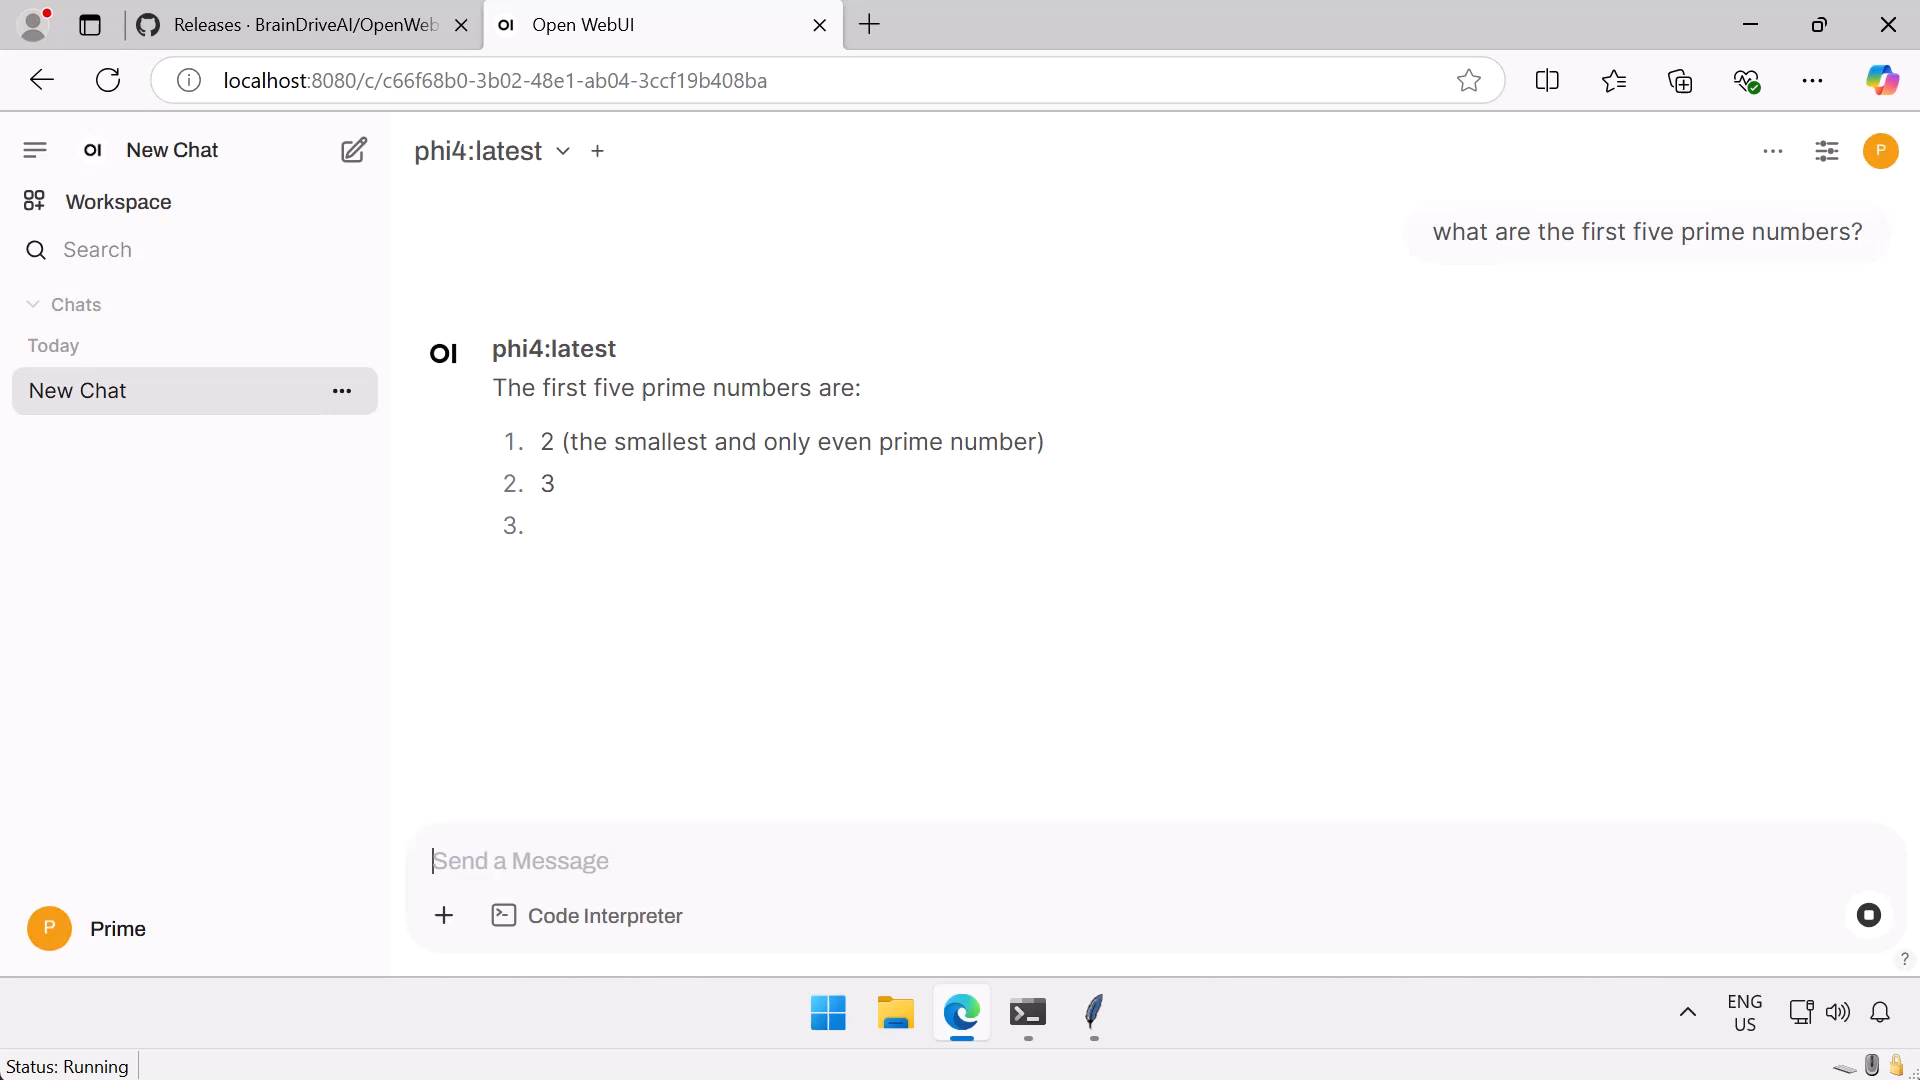 Releases · BrainDriveAI/OpenWeb
OI Open WebUI
localhost:8080/c/c66f68b0-3b02-48e1-ab04-3ccf19b408ba
OI New Chat
phi4:latest
P
Workspace
what are the first five prime numbers?
Search
Chats
Today
New Chat
OI phi4:latest
The first five prime numbers are:
1. 2 (the smallest and only even prime number)
2. 3
3.
Send a Message
Code Interpreter
P Prime
?
ENG
US
Status: Running